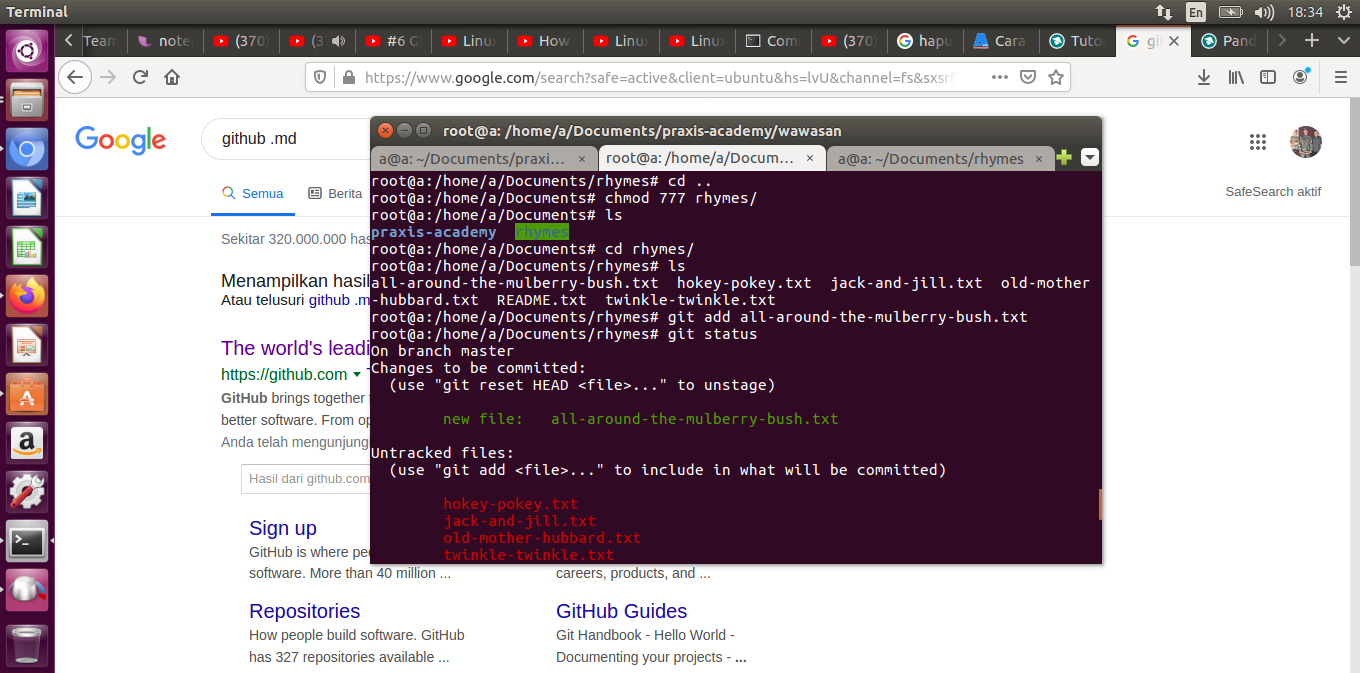 Terminal
En
18:34
Team
note
(370)
(3
#6 G
Linu
How
Linu
Linu
Com
(370)
hapu
Cara
Tuto
gi
Pand
https://www.google.com/search?safe=active&client=ubuntu&hs=lvU&channel=fs&sxsrf
Google
github .md
Semua
Berita
SafeSearch aktif
Sekitar 320.000.000 has
Menampilkan hasil
Atau telusuri github .m
The world's leadi
https://github.com
GitHub brings together
better software. From op
Anda telah mengunjung
Hasil dari github.com
Sign up
GitHub is where peo
software. More than 40 million ...
careers, products, and ...
Repositories
How people build software. GitHub
has 327 repositories available ...
GitHub Guides
Git Handbook - Hello World -
Documenting your projects - ...
root@a: /home/a/Documents/praxis-academy/wawasan
a@a: ~/Documents/praxi...
root@a: /home/a/Docum...
a@a: ~/Documents/rhymes
root@a:/home/a/Documents/rhymes# cd ..
root@a:/home/a/Documents# chmod 777 rhymes/
root@a:/home/a/Documents# ls
praxis-academy rhymes
root@a:/home/a/Documents# cd rhymes/
root@a:/home/a/Documents/rhymes# ls
all-around-the-mulberry-bush.txt hokey-pokey.txt jack-and-jill.txt old-mother
-hubbard.txt README.txt twinkle-twinkle.txt
root@a:/home/a/Documents/rhymes# git add all-around-the-mulberry-bush.txt
root@a:/home/a/Documents/rhymes# git status
On branch master
Changes to be committed:
(use "git reset HEAD <file>..." to unstage)
new file: all-around-the-mulberry-bush.txt
Untracked files:
(use "git add <file>..." to include in what will be committed)
hokey-pokey.txt
jack-and-jill.txt
old-mother-hubbard.txt
twinkle-twinkle.txt